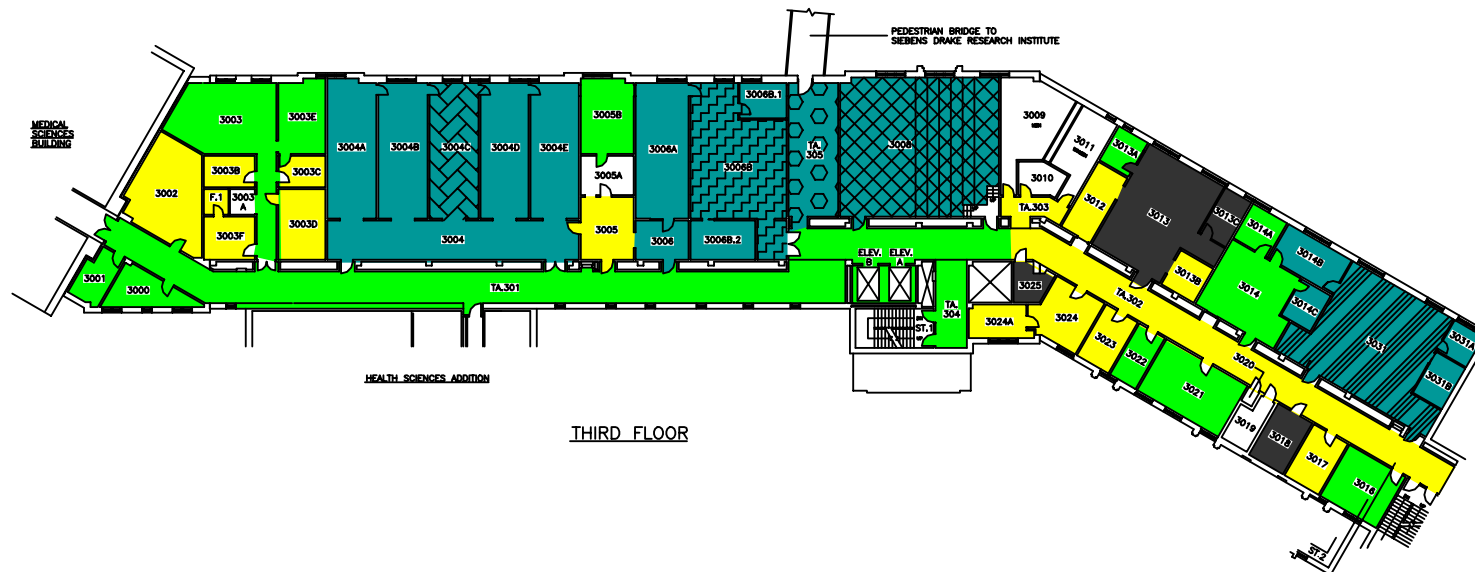 PEDESTRIAN BRIDGE TO
SIEBENS DRAKE RESEARCH INSTITUTE
MEDICAL
SCIENCES
BUILDING
3003
3003E
3004A
3004B
3004C
3004D
3004E
3005B
3006A
3006B.1
3006B
TA.
305
3008
3009
MEN
3011
WOMEN
3010
3013A
3002
3003B
3003C
F.1
3003
A
3003D
3003F
3005A
3005
3004
3006
3006B.2
TA.303
3012
3013
3013C
3013B
3014A
3014B
3014
3014C
3001
3000
TA.301
ELEV.
B
ELEV.
A
TA.
304
ST.1
3025
3024A
3024
TA.302
3023
3022
3021
3020
3031
3031A
3031B
3019
3018
3017
3016
ST.2
HEALTH SCIENCES ADDITION
THIRD FLOOR